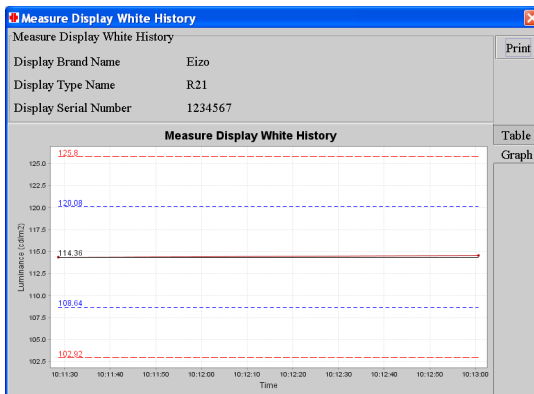 Measure Display White History
Measure Display White History
Print
Display Brand Name Eizo
Display Type Name R21
Display Serial Number 1234567
Table
Graph
Measure Display White History
125.8
125.0
122.5
120.08
120.0
117.5
114.36
115.0
112.5
110.0
108.64
107.5
105.0
102.92
102.5
Luminance (cd/m2)
10:11:30 10:11:40 10:11:50 10:12:00 10:12:10 10:12:20 10:12:30 10:12:40 10:12:50 10:13:00
Time